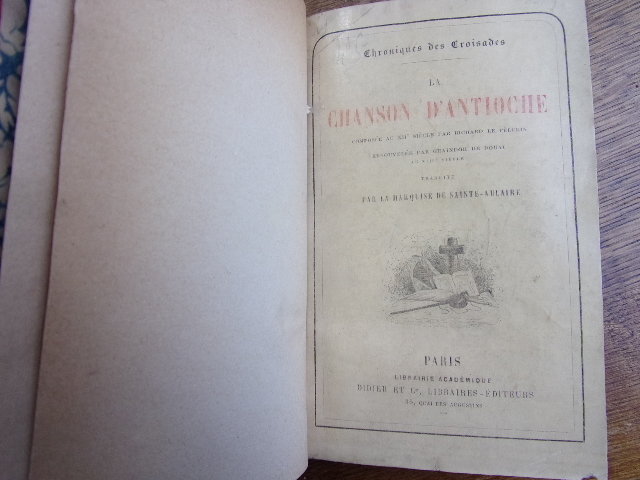 Chroniques des Croisades
LA
CHANSON D'ANTIOCHE
COMPOSÉE AU XIIe SIÈCLE PAR RICHARD LE PÈLERIN
RENOUVELÉE PAR GRAINDOR DE DOUAI
AU XIIIe SIÈCLE
TRADUITE
PAR LA MARQUISE DE SAINTE-AULAIRE
PARIS
LIBRAIRIE ACADÉMIQUE
DIDIER ET Ce, LIBRAIRES-ÉDITEURS
35, QUAI DES AUGUSTINS